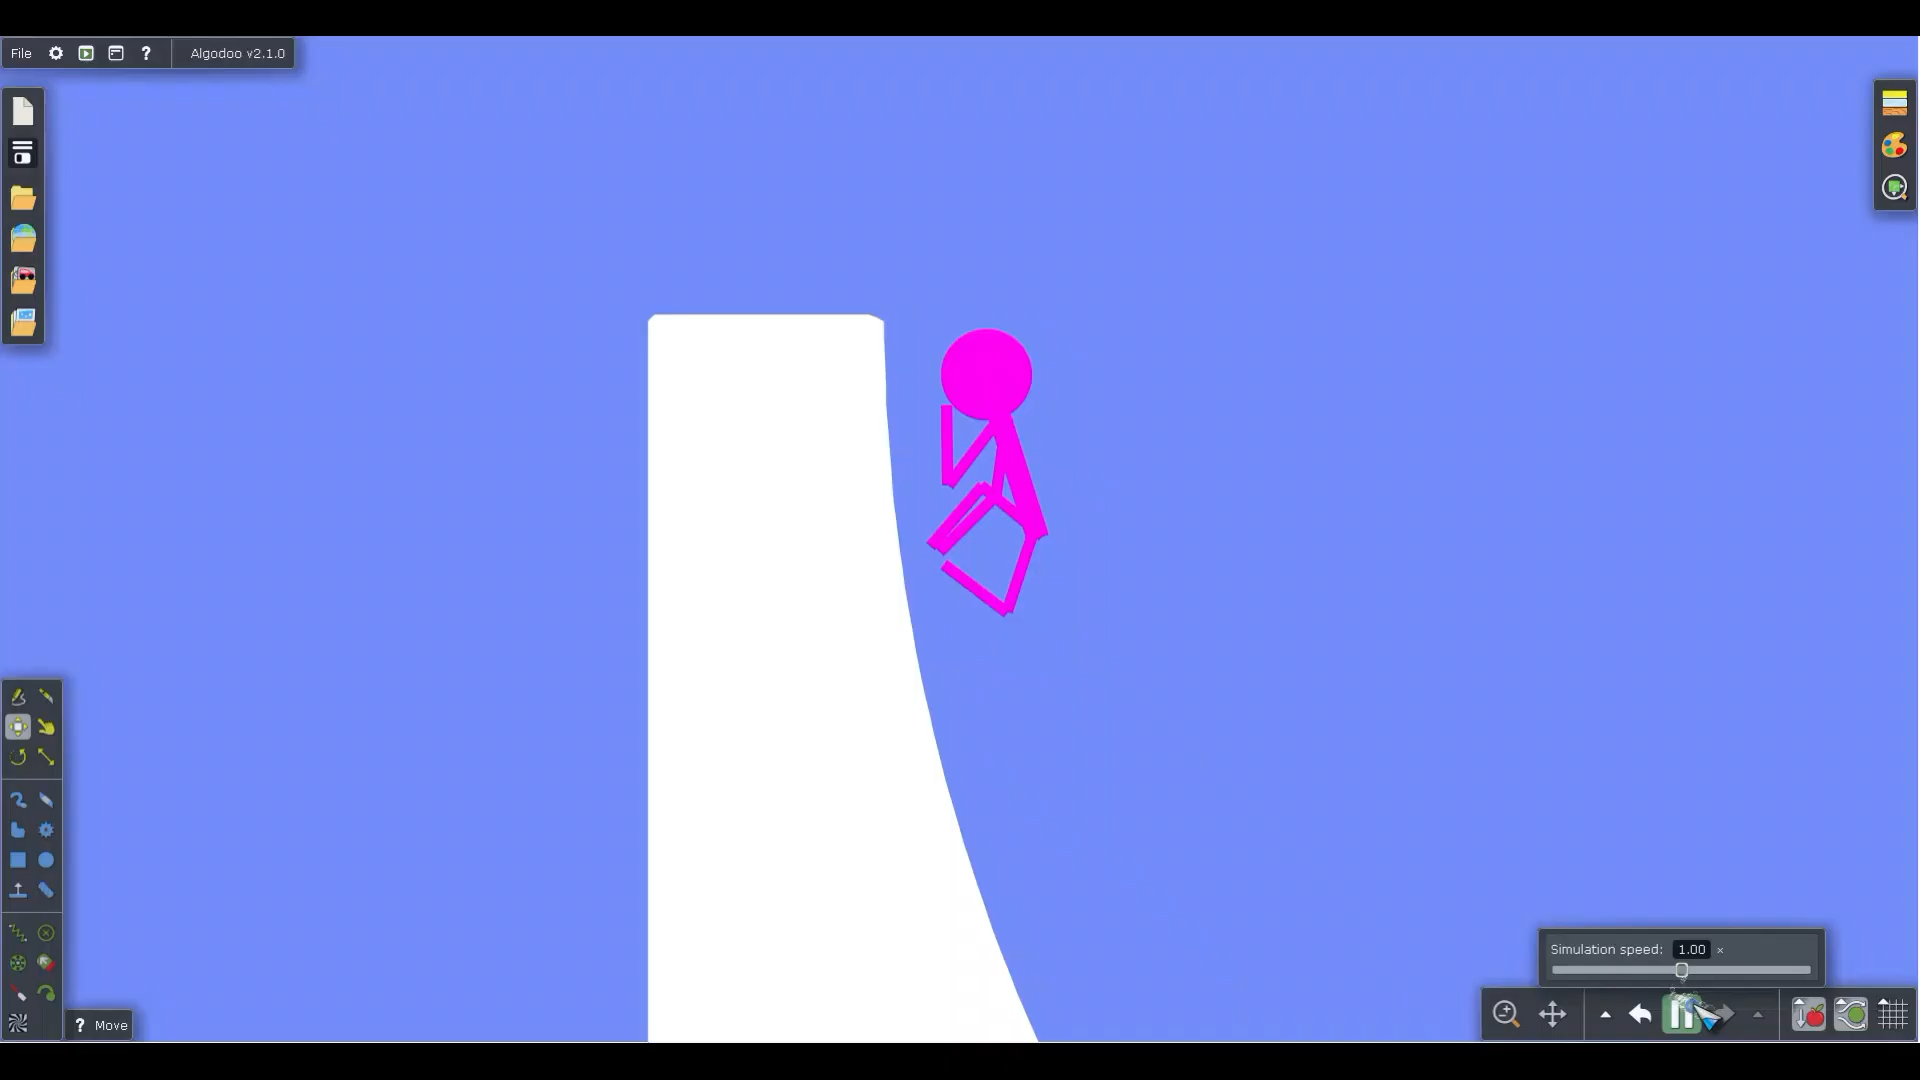 File
? Algodoo v2.1.0
Simulation speed: 1.00 ×
? Move